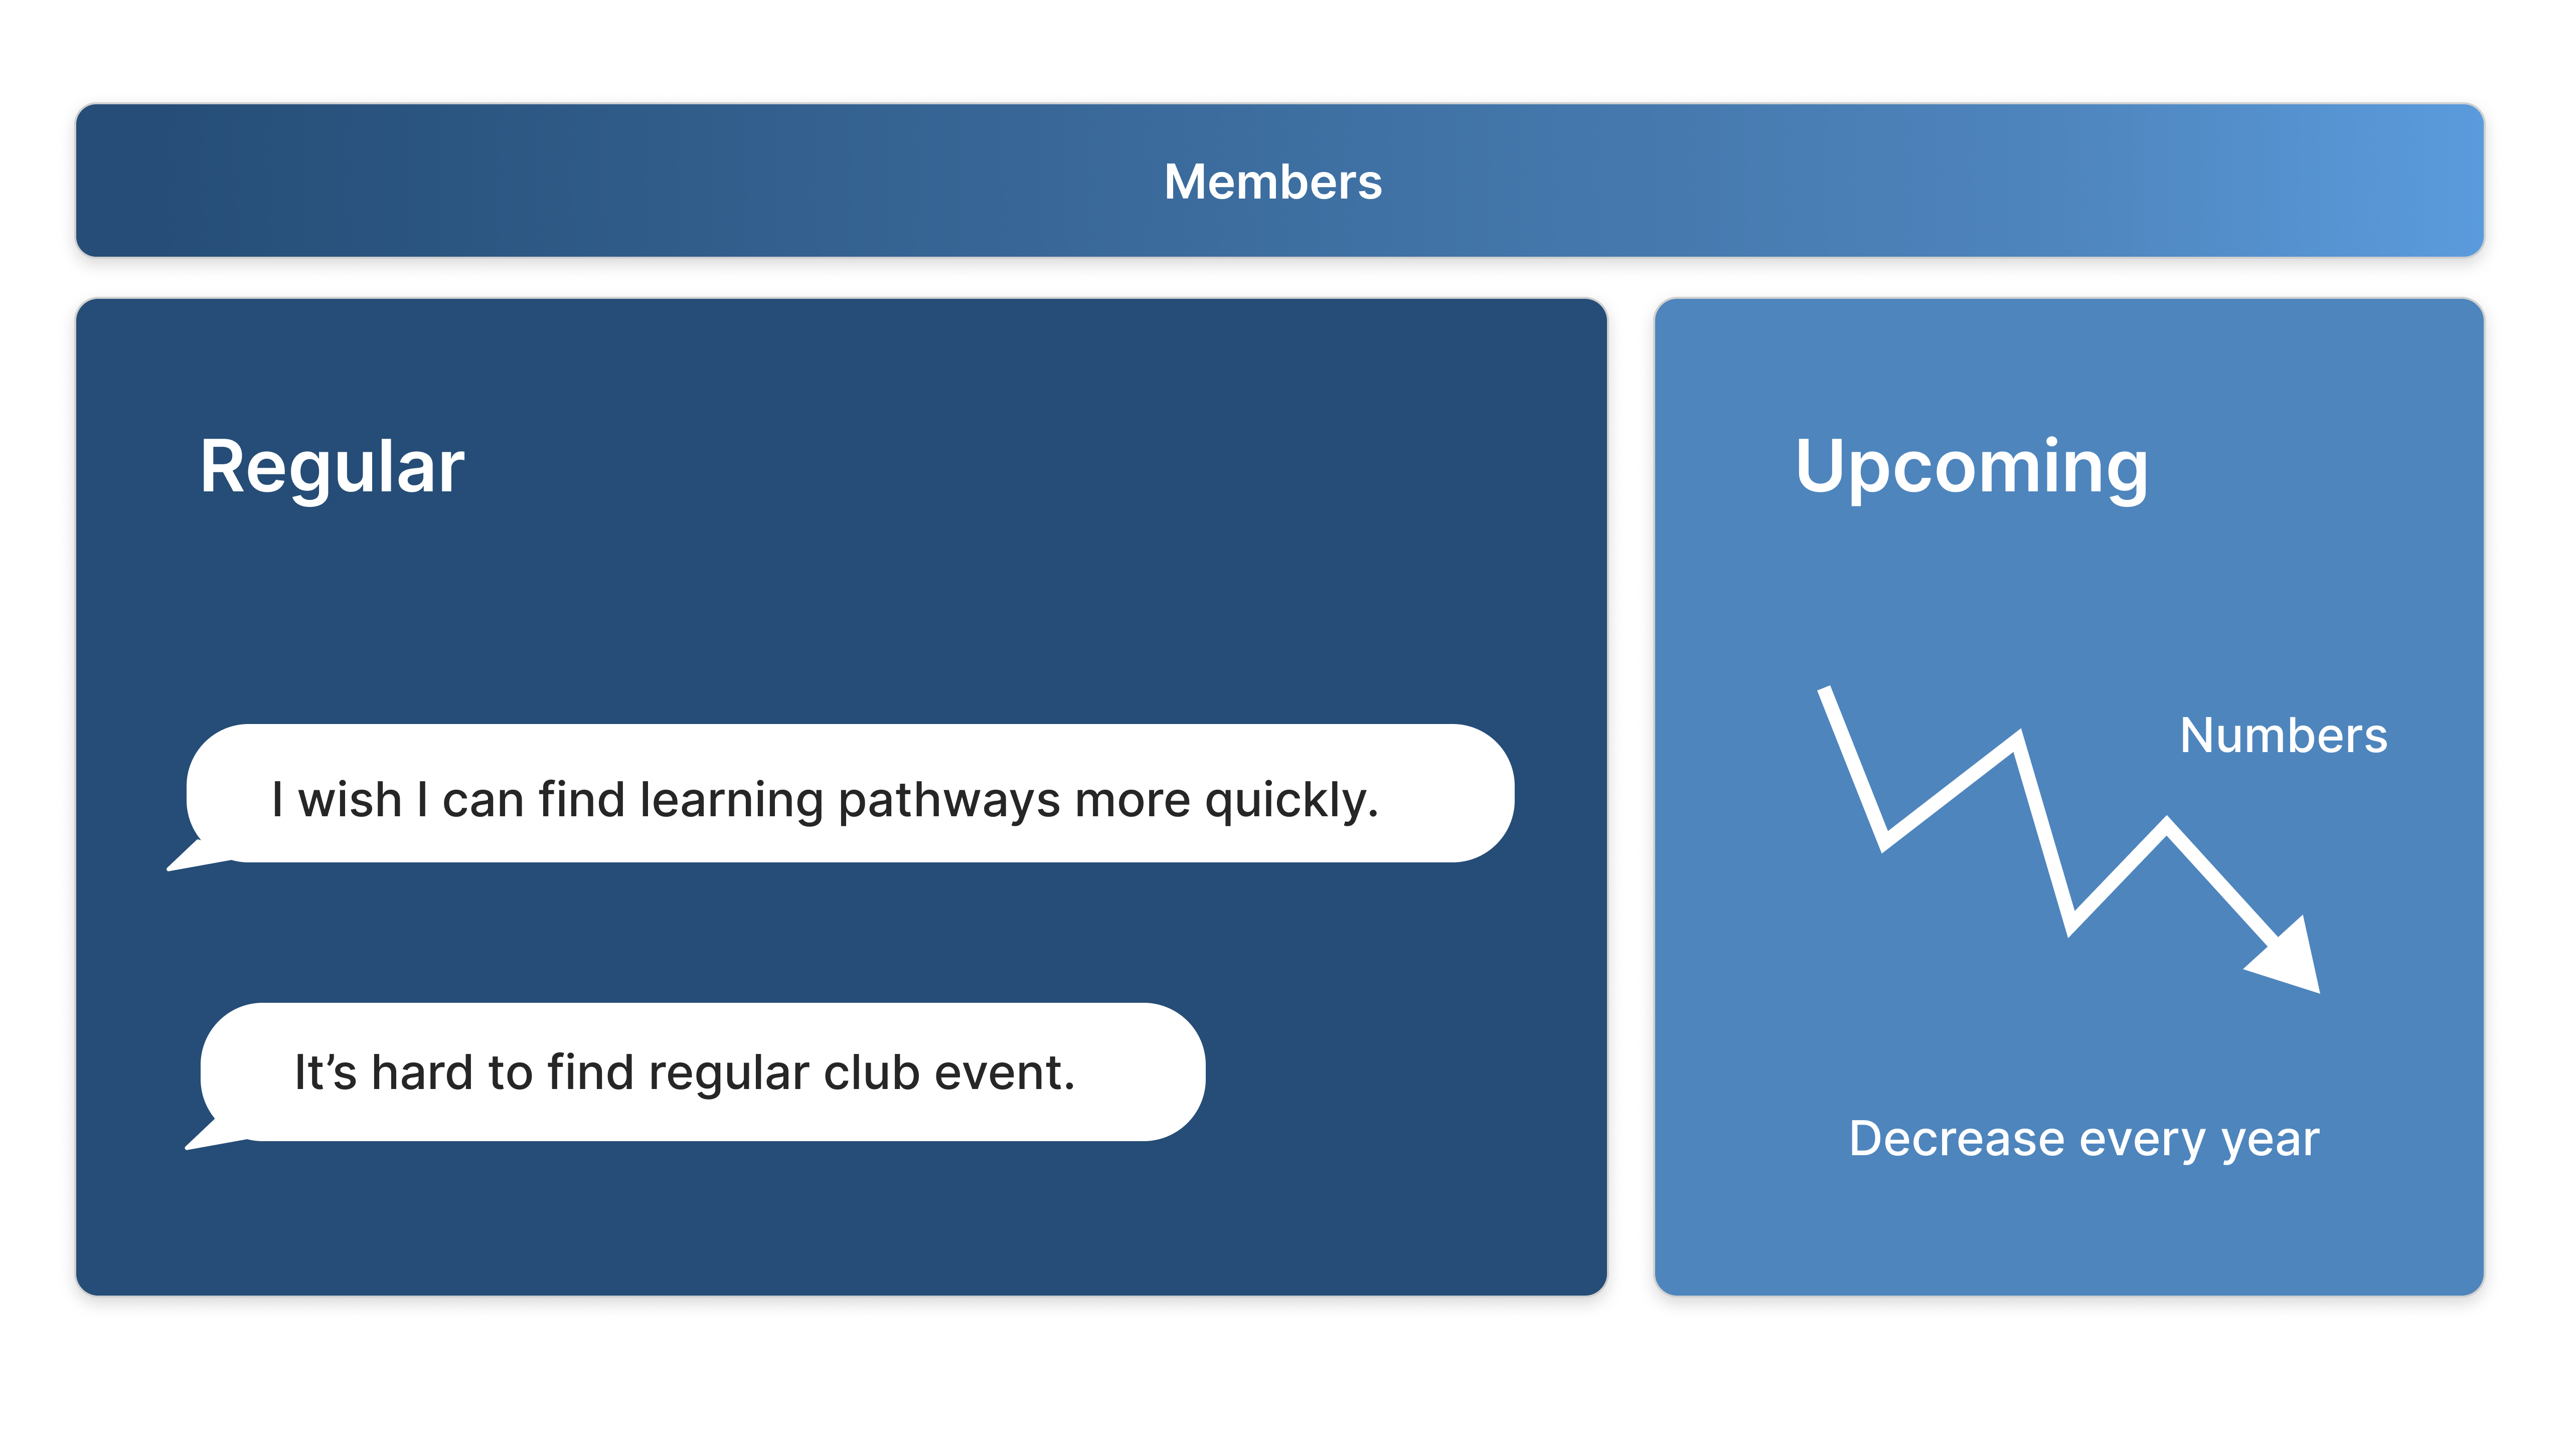 Members
Regular
I wish I can find learning pathways more quickly.
It’s hard to find regular club event.
Upcoming
Numbers
Decrease every year